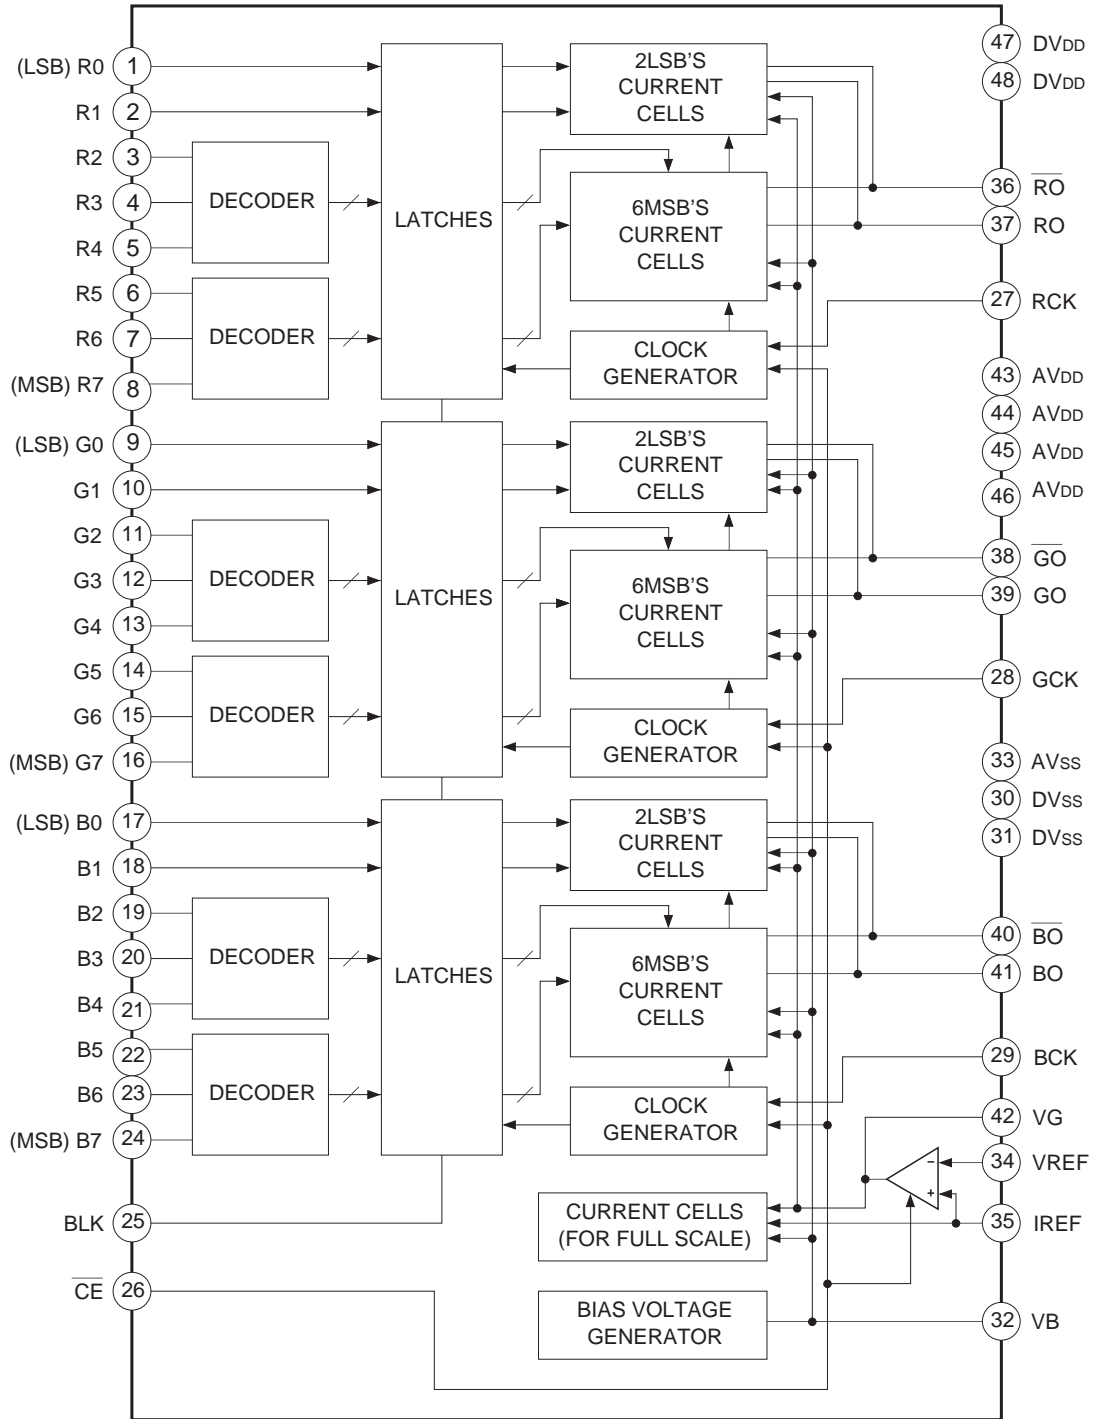 (LSB) R0 1
R1 2
R2 3
R3 4
R4 5
R5 6
R6 7
(MSB) R7 8
(LSB) G0 9
G1 10
G2 11
G3 12
G4 13
G5 14
G6 15
(MSB) G7 16
(LSB) B0 17
B1 18
B2 19
B3 20
B4 21
B5 22
B6 23
(MSB) B7 24
BLK 25
CE 26
DECODER
DECODER
LATCHES
2LSB'S
CURRENT
CELLS
6MSB'S
CURRENT
CELLS
CLOCK
GENERATOR
DECODER
DECODER
LATCHES
2LSB'S
CURRENT
CELLS
6MSB'S
CURRENT
CELLS
CLOCK
GENERATOR
DECODER
DECODER
LATCHES
2LSB'S
CURRENT
CELLS
6MSB'S
CURRENT
CELLS
CLOCK
GENERATOR
CURRENT CELLS
(FOR FULL SCALE)
BIAS VOLTAGE
GENERATOR
−
+
47 DVDD
48 DVDD
36 RO
37 RO
27 RCK
43 AVDD
44 AVDD
45 AVDD
46 AVDD
38 GO
39 GO
28 GCK
33 AVSS
30 DVSS
31 DVSS
40 BO
41 BO
29 BCK
42 VG
34 VREF
35 IREF
32 VB